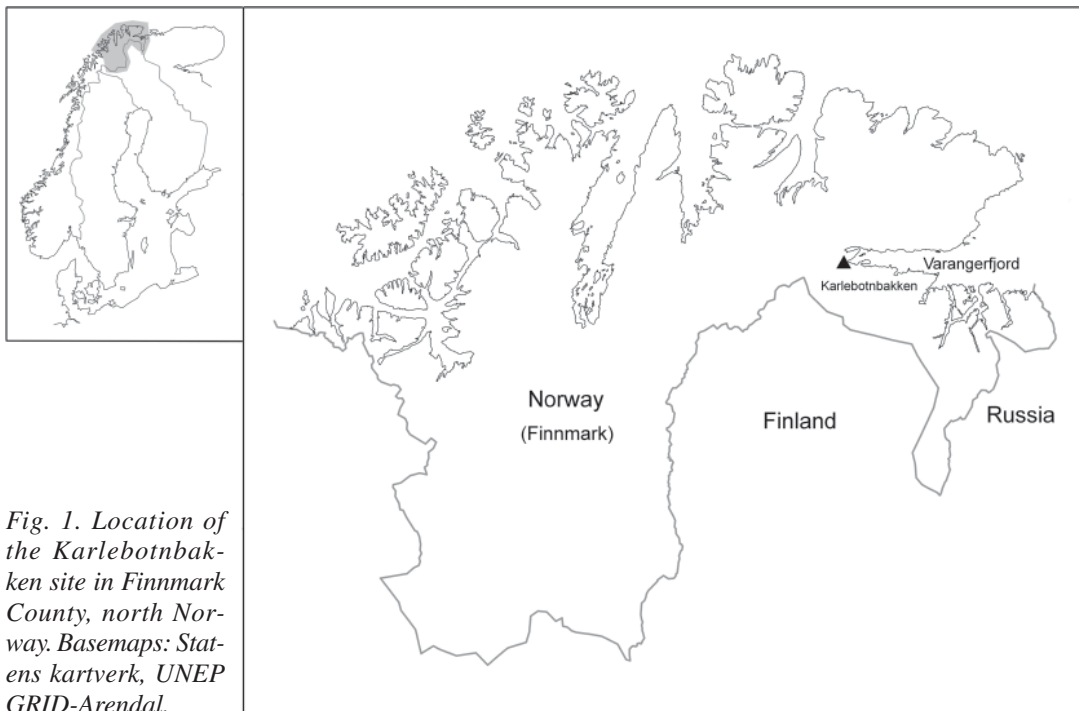 Varangerfjord
Karlebotnbakken
Norway
(Finnmark)
Finland
Russia
Fig. 1. Location of
the Karlebotnbak-
ken site in Finnmark
County, north Nor-
way. Basemaps: Stat-
ens kartverk, UNEP
GRID-Arendal.